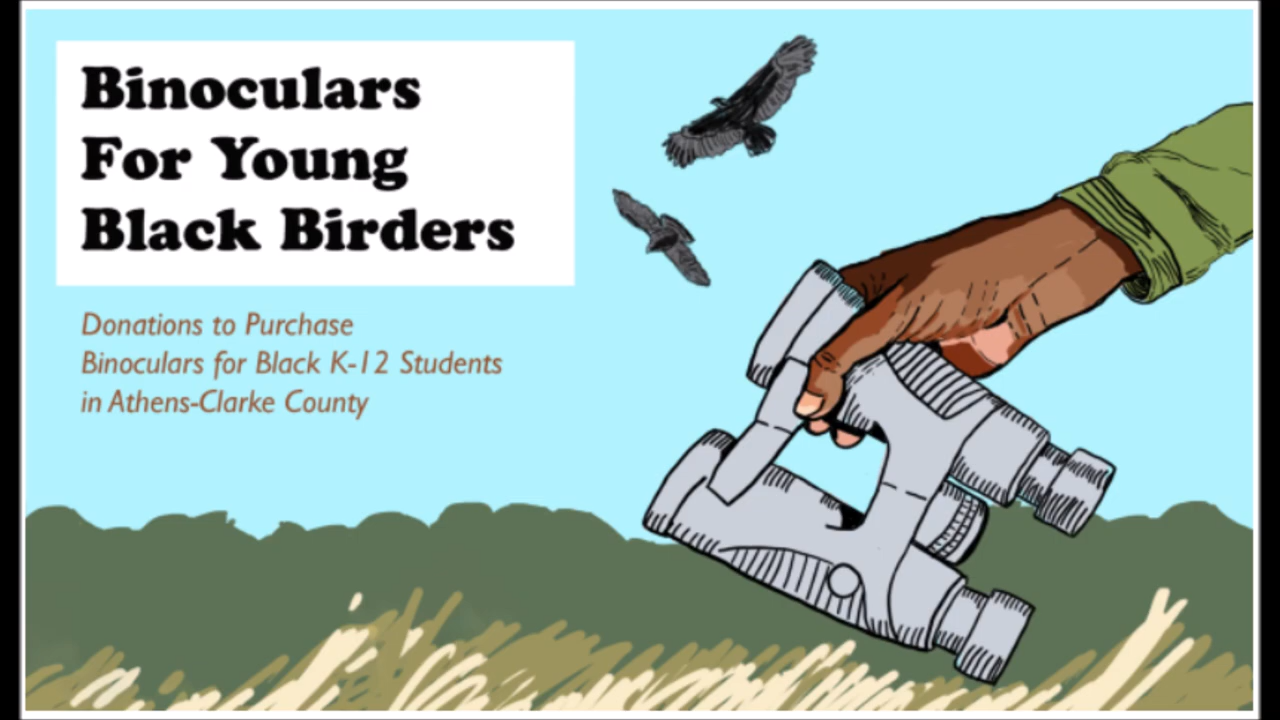 Binoculars
For Young
Black Birders
Donations to Purchase
Binoculars for Black K-12 Students
in Athens-Clarke County